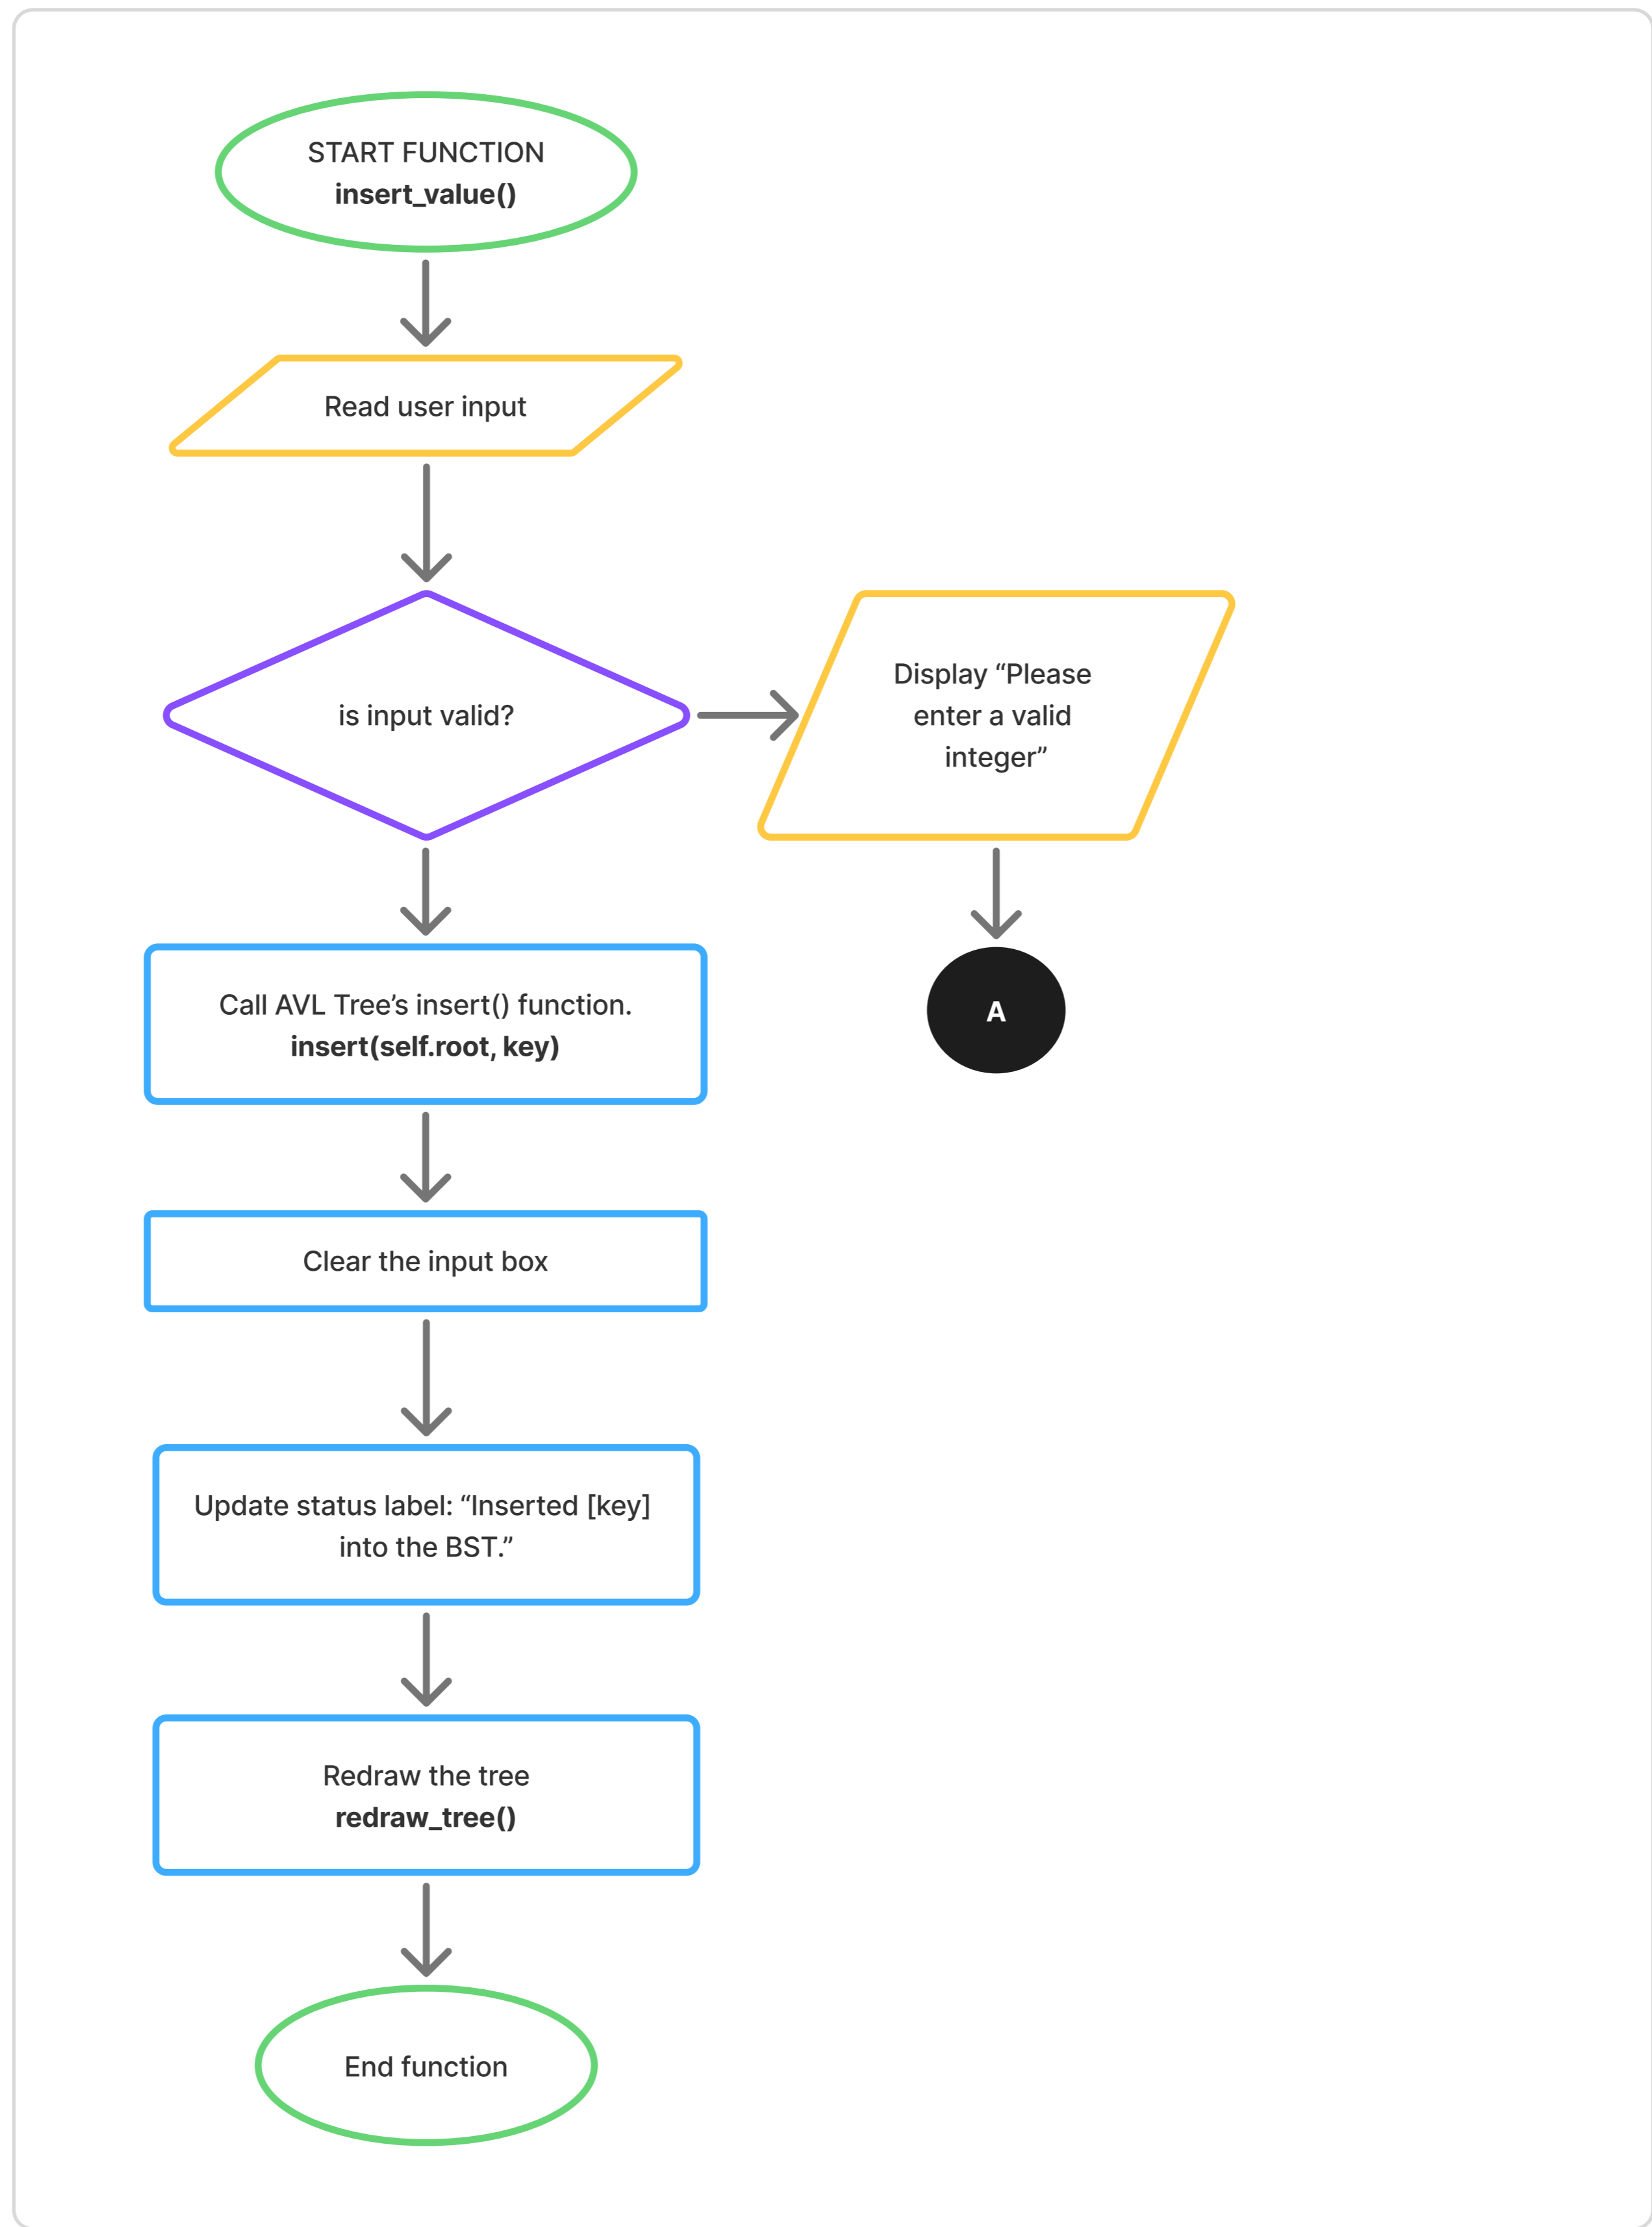 START FUNCTION
insert_value()
Read user input
is input valid?
Display “Please
enter a valid
integer”
Call AVL Tree’s insert() function.
insert(self.root, key)
A
Clear the input box
Update status label: “Inserted [key]
into the BST.”
Redraw the tree
redraw_tree()
End function